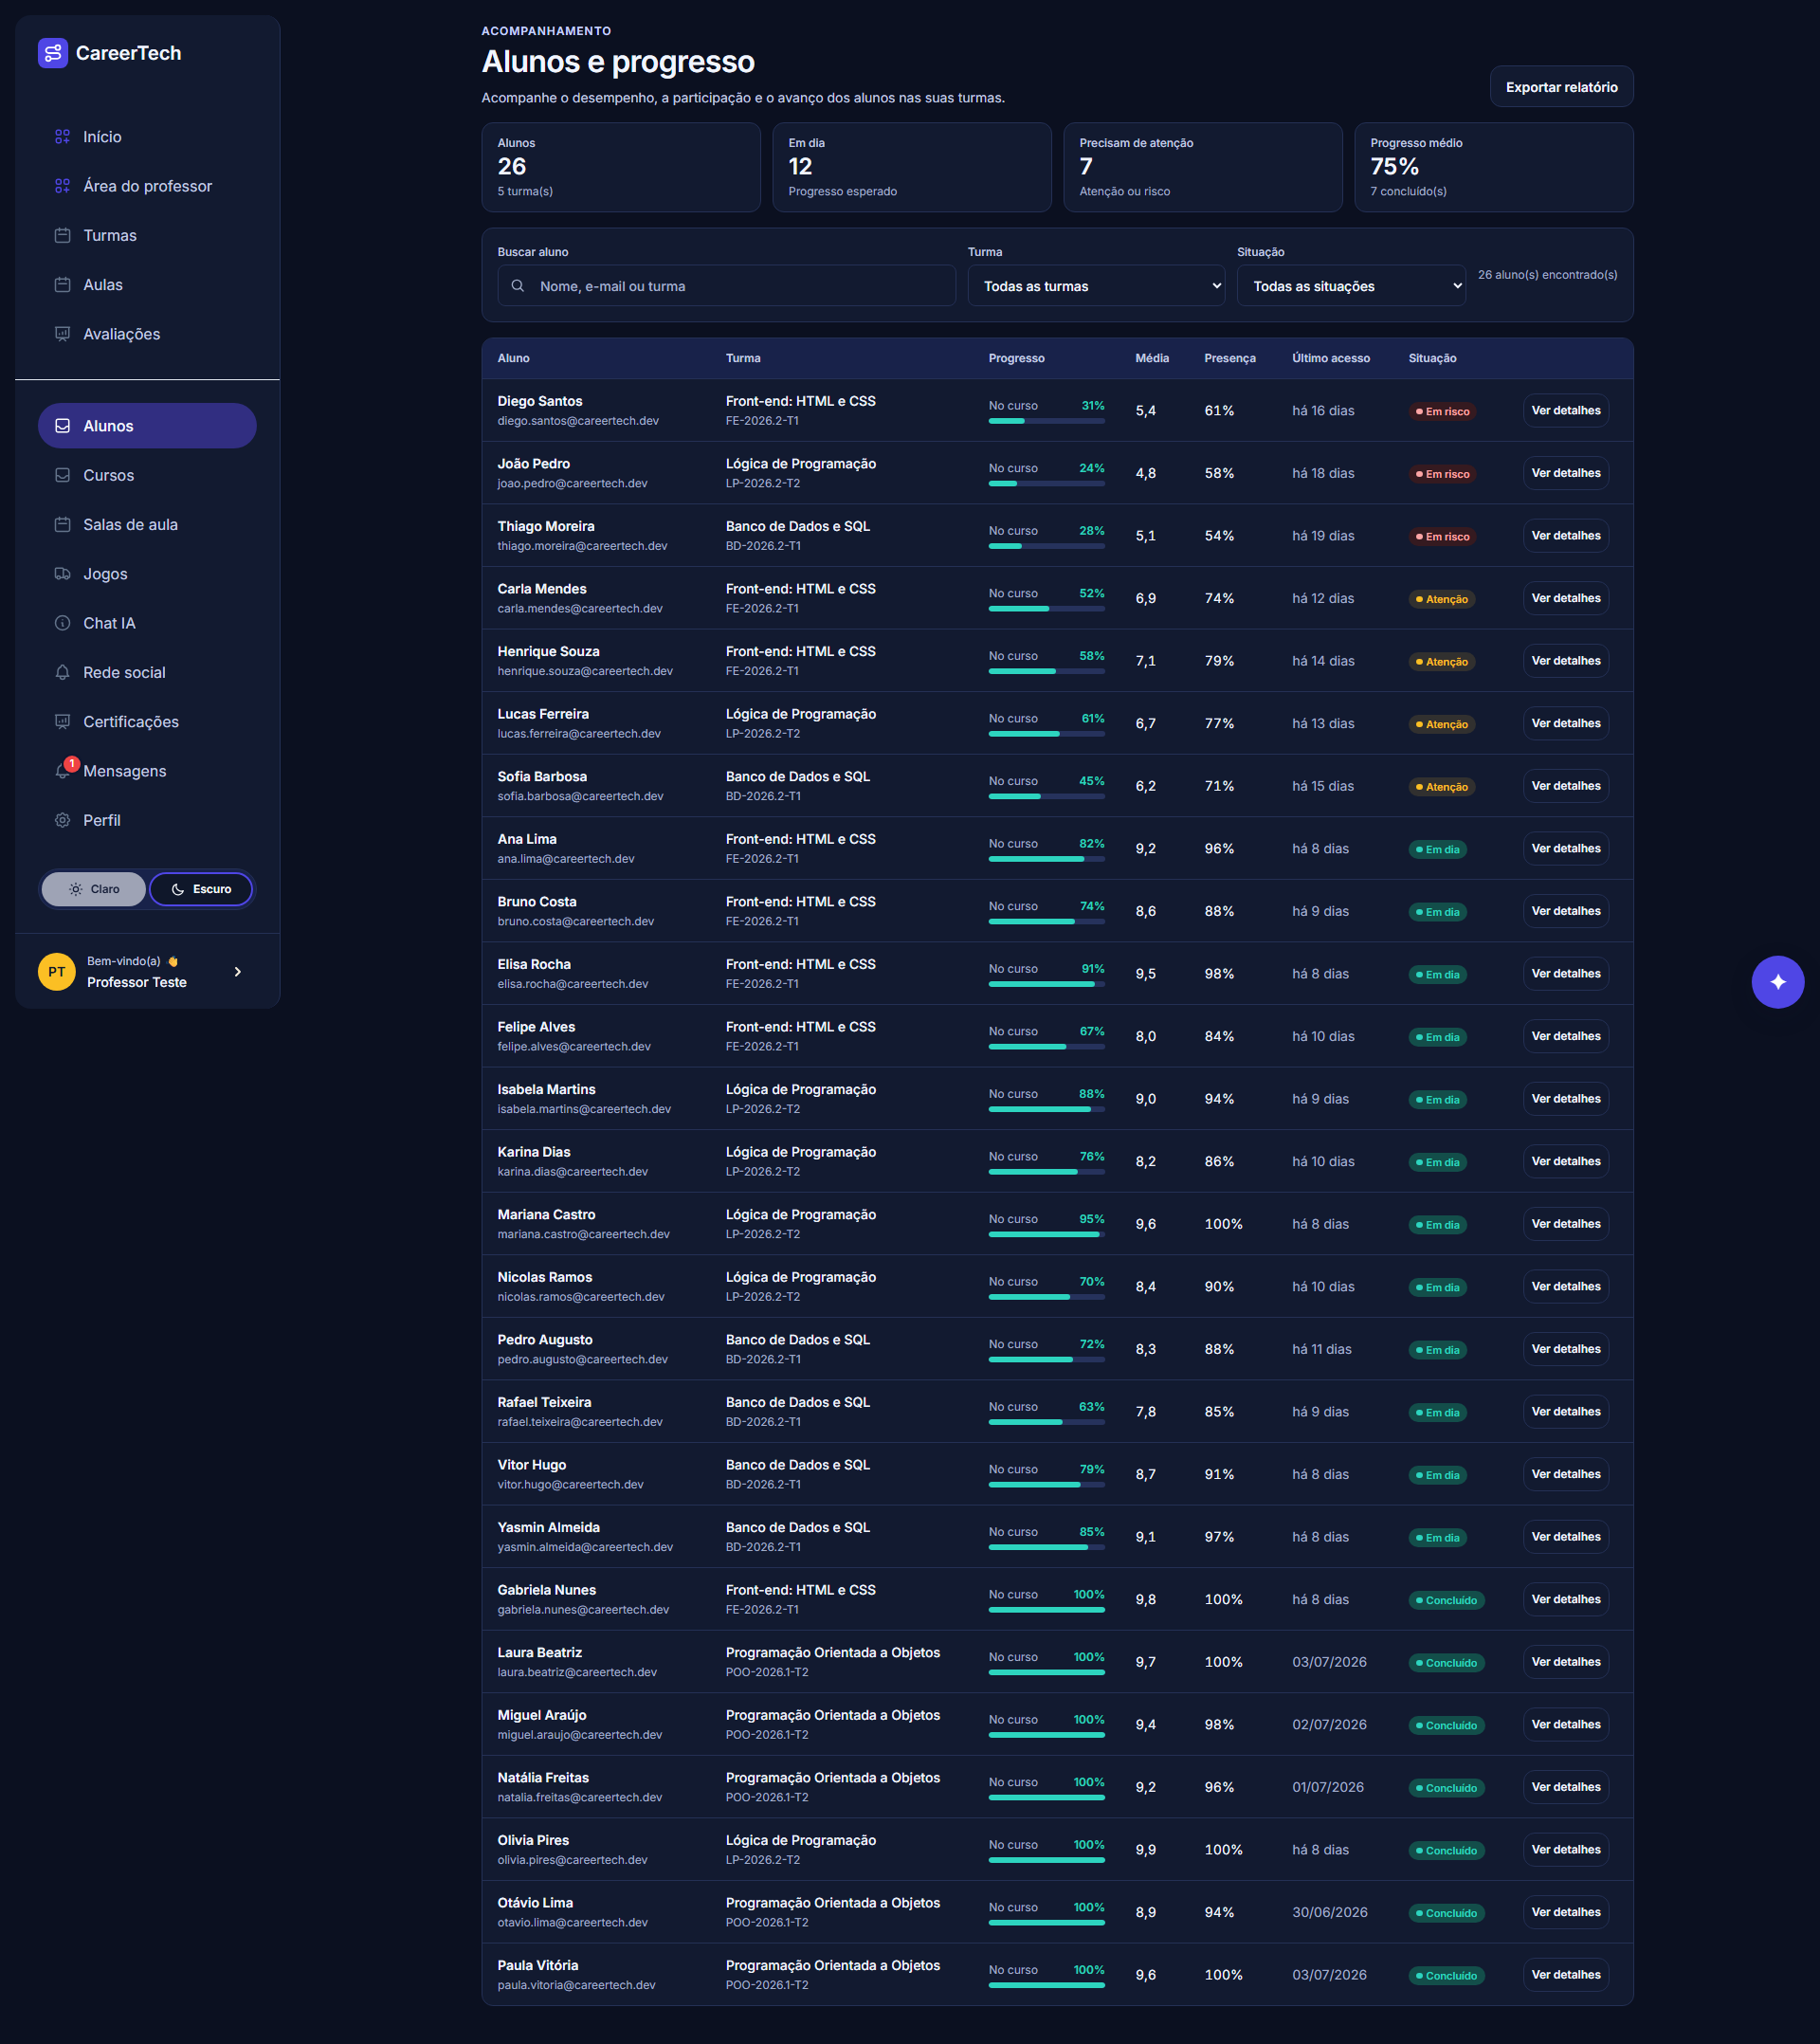 CareerTech
Início
Área do professor
Turmas
Aulas
Avaliações
Alunos
Cursos
Salas de aula
Jogos
Chat IA
Rede social
Certificações
1
Mensagens
Perfil
Claro Escuro
PT
Bem-vindo(a) 👋
Professor Teste
ACOMPANHAMENTO
Alunos e progresso
Acompanhe o desempenho, a participação e o avanço dos alunos nas suas turmas.
Exportar relatório
Alunos
26
5 turma(s)
Em dia
12
Progresso esperado
Precisam de atenção
7
Atenção ou risco
Progresso médio
75%
7 concluído(s)
Buscar aluno
Nome, e-mail ou turma
Turma
Todas as turmas
Situação
Todas as situações
26 aluno(s) encontrado(s)
Aluno Turma Progresso Média Presença Último acesso Situação
Diego Santos Front-end: HTML e CSS No curso 31% 5,4 61% há 16 dias Em risco Ver detalhes
diego.santos@careertech.dev FE-2026.2-T1
João Pedro Lógica de Programação No curso 24% 4,8 58% há 18 dias Em risco Ver detalhes
joao.pedro@careertech.dev LP-2026.2-T2
Thiago Moreira Banco de Dados e SQL No curso 28% 5,1 54% há 19 dias Em risco Ver detalhes
thiago.moreira@careertech.dev BD-2026.2-T1
Carla Mendes Front-end: HTML e CSS No curso 52% 6,9 74% há 12 dias Atenção Ver detalhes
carla.mendes@careertech.dev FE-2026.2-T1
Henrique Souza Front-end: HTML e CSS No curso 58% 7,1 79% há 14 dias Atenção Ver detalhes
henrique.souza@careertech.dev FE-2026.2-T1
Lucas Ferreira Lógica de Programação No curso 61% 6,7 77% há 13 dias Atenção Ver detalhes
lucas.ferreira@careertech.dev LP-2026.2-T2
Sofia Barbosa Banco de Dados e SQL No curso 45% 6,2 71% há 15 dias Atenção Ver detalhes
sofia.barbosa@careertech.dev BD-2026.2-T1
Ana Lima Front-end: HTML e CSS No curso 82% 9,2 96% há 8 dias Em dia Ver detalhes
ana.lima@careertech.dev FE-2026.2-T1
Bruno Costa Front-end: HTML e CSS No curso 74% 8,6 88% há 9 dias Em dia Ver detalhes
bruno.costa@careertech.dev FE-2026.2-T1
Elisa Rocha Front-end: HTML e CSS No curso 91% 9,5 98% há 8 dias Em dia Ver detalhes
elisa.rocha@careertech.dev FE-2026.2-T1
Felipe Alves Front-end: HTML e CSS No curso 67% 8,0 84% há 10 dias Em dia Ver detalhes
felipe.alves@careertech.dev FE-2026.2-T1
Isabela Martins Lógica de Programação No curso 88% 9,0 94% há 9 dias Em dia Ver detalhes
isabela.martins@careertech.dev LP-2026.2-T2
Karina Dias Lógica de Programação No curso 76% 8,2 86% há 10 dias Em dia Ver detalhes
karina.dias@careertech.dev LP-2026.2-T2
Mariana Castro Lógica de Programação No curso 95% 9,6 100% há 8 dias Em dia Ver detalhes
mariana.castro@careertech.dev LP-2026.2-T2
Nicolas Ramos Lógica de Programação No curso 70% 8,4 90% há 10 dias Em dia Ver detalhes
nicolas.ramos@careertech.dev LP-2026.2-T2
Pedro Augusto Banco de Dados e SQL No curso 72% 8,3 88% há 11 dias Em dia Ver detalhes
pedro.augusto@careertech.dev BD-2026.2-T1
Rafael Teixeira Banco de Dados e SQL No curso 63% 7,8 85% há 9 dias Em dia Ver detalhes
rafael.teixeira@careertech.dev BD-2026.2-T1
Vitor Hugo Banco de Dados e SQL No curso 79% 8,7 91% há 8 dias Em dia Ver detalhes
vitor.hugo@careertech.dev BD-2026.2-T1
Yasmin Almeida Banco de Dados e SQL No curso 85% 9,1 97% há 8 dias Em dia Ver detalhes
yasmin.almeida@careertech.dev BD-2026.2-T1
Gabriela Nunes Front-end: HTML e CSS No curso 100% 9,8 100% há 8 dias Concluído Ver detalhes
gabriela.nunes@careertech.dev FE-2026.2-T1
Laura Beatriz Programação Orientada a Objetos No curso 100% 9,7 100% 03/07/2026 Concluído Ver detalhes
laura.beatriz@careertech.dev POO-2026.1-T2
Miguel Araújo Programação Orientada a Objetos No curso 100% 9,4 98% 02/07/2026 Concluído Ver detalhes
miguel.araujo@careertech.dev POO-2026.1-T2
Natália Freitas Programação Orientada a Objetos No curso 100% 9,2 96% 01/07/2026 Concluído Ver detalhes
natalia.freitas@careertech.dev POO-2026.1-T2
Olivia Pires Lógica de Programação No curso 100% 9,9 100% há 8 dias Concluído Ver detalhes
olivia.pires@careertech.dev LP-2026.2-T2
Otávio Lima Programação Orientada a Objetos No curso 100% 8,9 94% 30/06/2026 Concluído Ver detalhes
otavio.lima@careertech.dev POO-2026.1-T2
Paula Vitória Programação Orientada a Objetos No curso 100% 9,6 100% 03/07/2026 Concluído Ver detalhes
paula.vitoria@careertech.dev POO-2026.1-T2